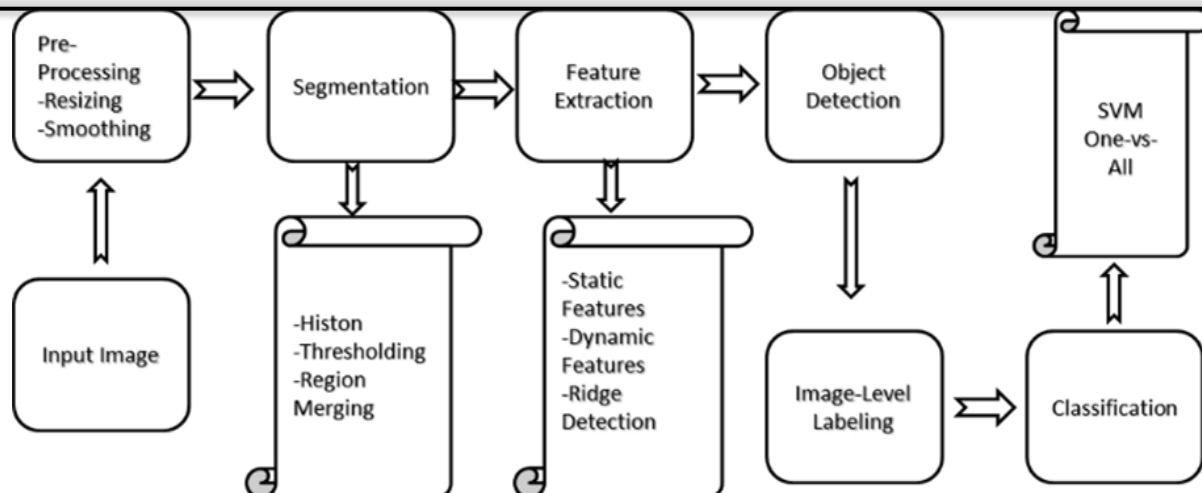 Pre-
Processing
-Resizing
-Smoothing
Segmentation
Feature
Extraction
Object
Detection
SVM
One-vs-
All
Input Image
-Histon
-Thresholding
-Region
Merging
-Static
Features
-Dynamic
Features
-Ridge
Detection
Image-Level
Labeling
Classification